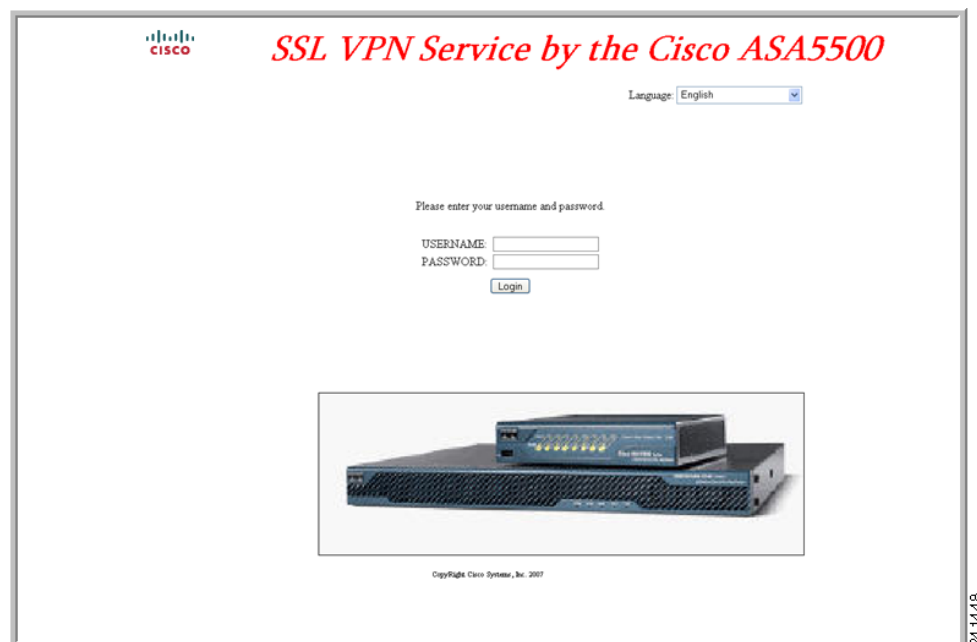 CISCO
SSL VPN Service by the Cisco ASA5500
Language: English
Please enter your username and password.
USERNAME:
PASSWORD:
Login
CopyRight Cisco Systems, Inc. 2007